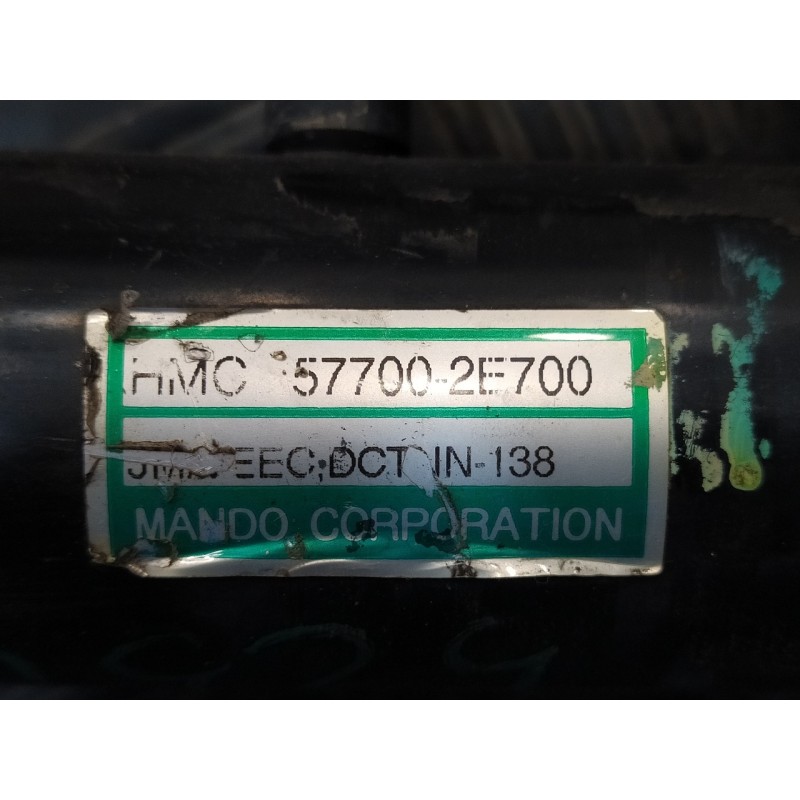 HMC 57700-2E700
EEC;DCT IN-138
MANDO CORPORATION